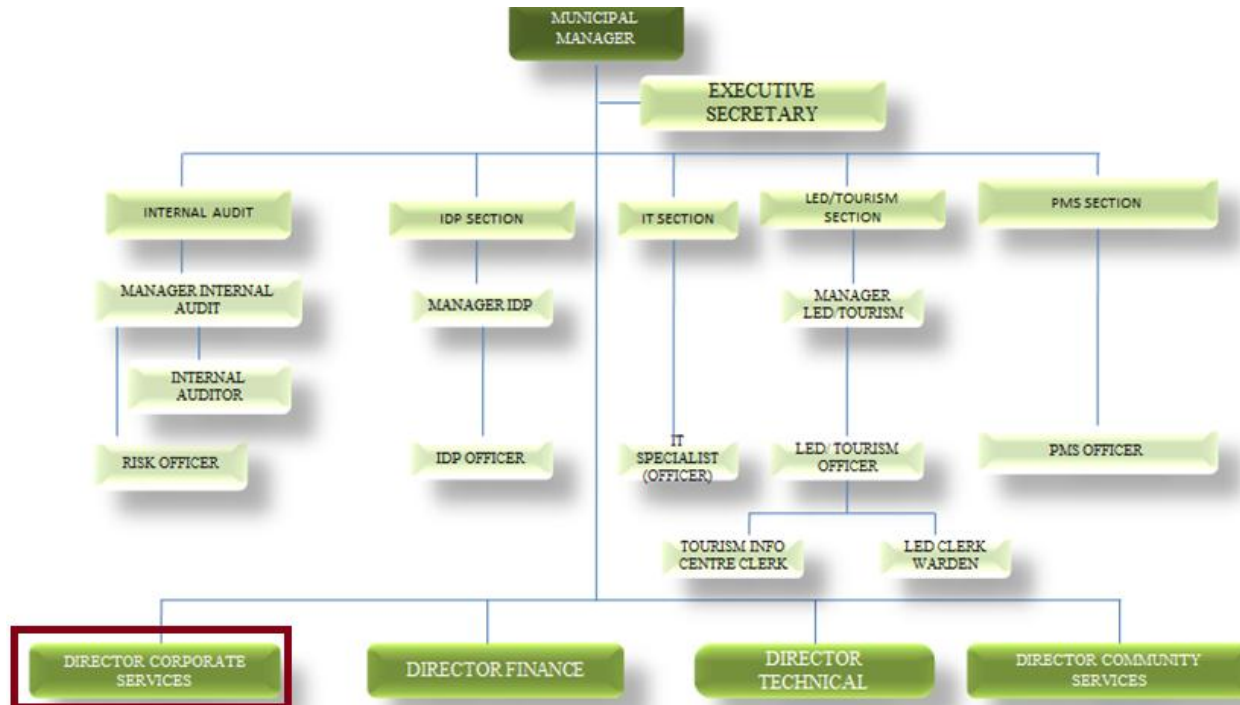 MUNICIPAL
MANAGER
EXECUTIVE
SECRETARY
INTERNAL AUDIT
IDP SECTION
IT SECTION
LED/TOURISM
SECTION
PMS SECTION
MANAGER INTERNAL
AUDIT
MANAGER IDP
MANAGER
LED/TOURISM
INTERNAL
AUDITOR
RISK OFFICER
IDP OFFICER
IT
SPECIALIST
(OFFICER)
LED/ TOURISM
OFFICER
PMS OFFICER
TOURISM INFO
CENTRE CLERK
LED CLERK
WARDEN
DIRECTOR CORPORATE
SERVICES
DIRECTOR FINANCE
DIRECTOR
TECHNICAL
DIRECTOR COMMUNITY
SERVICES